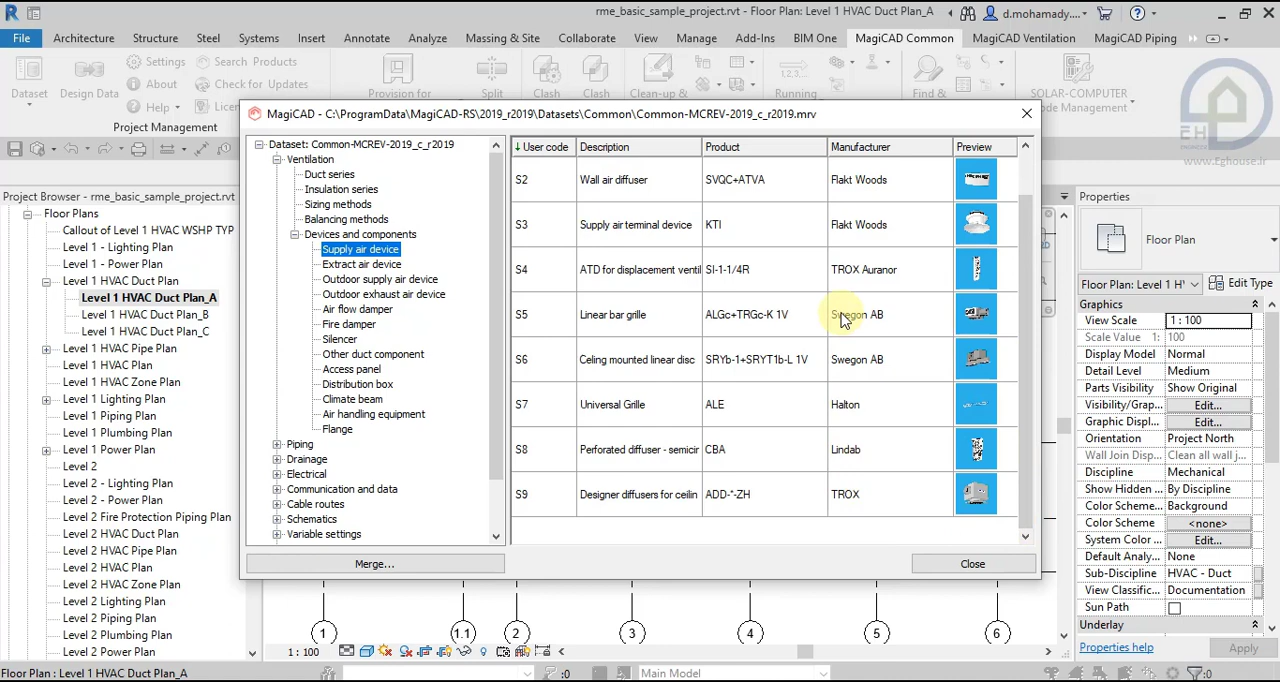 rme_basic_sample_project.rvt - Floor Plan: Level 1 HVAC Duct Plan_A
d.mohamady....
File Architecture Structure Steel Systems Insert Annotate Analyze Massing & Site Collaborate View Manage Add-Ins BIM One MagiCAD Common MagiCAD Ventilation MagiCAD Piping
Settings
Search Products
About
Check for Updates
Dataset Design Data
Help
Provision for Split Clash Clash Clean-up & Running Find & SOLAR-COMPUTER
Code Management
Project Management
www.Eghouse.ir
MagiCAD - C:\ProgramData\MagiCAD-RS\2019_r2019\Datasets\Common\Common-MCREV-2019_c_r2019.mrv
Project Browser - rme_basic_sample_project.rvt
Floor Plans
Callout of Level 1 HVAC WSHP TYP
Level 1 - Lighting Plan
Level 1 - Power Plan
Level 1 HVAC Duct Plan
Level 1 HVAC Duct Plan_A
Level 1 HVAC Duct Plan_B
Level 1 HVAC Duct Plan_C
Level 1 HVAC Pipe Plan
Level 1 HVAC Plan
Level 1 HVAC Zone Plan
Level 1 Lighting Plan
Level 1 Piping Plan
Level 1 Plumbing Plan
Level 1 Power Plan
Level 2
Level 2 - Lighting Plan
Level 2 - Power Plan
Level 2 Fire Protection Piping Plan
Level 2 HVAC Duct Plan
Level 2 HVAC Pipe Plan
Level 2 HVAC Plan
Level 2 HVAC Zone Plan
Level 2 Lighting Plan
Level 2 Piping Plan
Level 2 Plumbing Plan
Level 2 Power Plan
Dataset: Common-MCREV-2019_c_r2019
Ventilation
Duct series
Insulation series
Sizing methods
Balancing methods
Devices and components
Supply air device
Extract air device
Outdoor supply air device
Outdoor exhaust air device
Air flow damper
Fire damper
Silencer
Other duct component
Access panel
Distribution box
Climate beam
Air handling equipment
Flange
Piping
Drainage
Electrical
Communication and data
Cable routes
Schematics
Variable settings
Merge...
User code Description Product Manufacturer Preview
S2 Wall air diffuser SVQC+ATVA Flakt Woods
S3 Supply air terminal device KTI Flakt Woods
S4 ATD for displacement ventil SI-1-1/4R TROX Auranor
S5 Linear bar grille ALGc+TRGc-K 1V Swegon AB
S6 Celing mounted linear disc SRYb-1+SRYT1b-L 1V Swegon AB
S7 Universal Grille ALE Halton
S8 Perforated diffuser - semicir CBA Lindab
S9 Designer diffusers for ceilin ADD-*-ZH TROX
Close
1 1.1 2 3 4 5 6
Properties
Floor Plan
Floor Plan: Level 1 H Edit Type
Graphics
View Scale 1 : 100
Scale Value 1: 100
Display Model Normal
Detail Level Medium
Parts Visibility Show Original
Visibility/Grap... Edit...
Graphic Displ... Edit...
Orientation Project North
Wall Join Disp... Clean all wall j...
Discipline Mechanical
Show Hidden ... By Discipline
Color Scheme... Background
Color Scheme <none>
System Color ... Edit...
Default Analy... None
Sub-Discipline HVAC - Duct
View Classific... Documentation
Sun Path
Underlay
Properties help Apply
1 : 100
Floor Plan : Level 1 HVAC Duct Plan_A
:0 Main Model :0